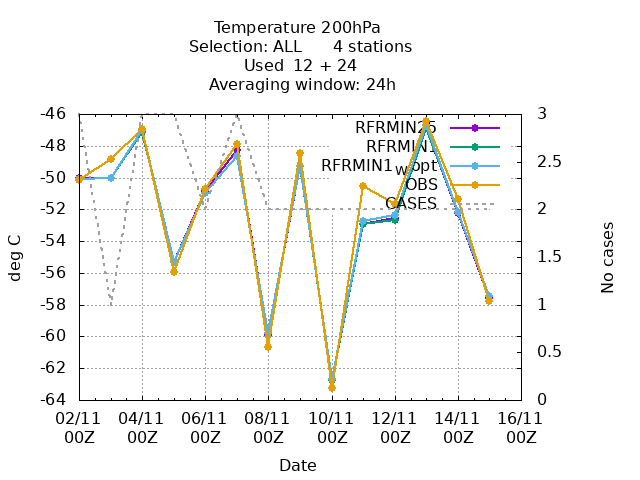 Temperature 200hPa
Selection: ALL 4 stations
Used 12 + 24
Averaging window: 24h
RFRMIN25
RFRMIN1
RFRMIN1wopt
OBS
CASES
-46
-48
-50
-52
-54
-56
-58
-60
-62
-64
deg C
3
2.5
2
1.5
1
0.5
0
No cases
02/11 04/11 06/11 08/11 10/11 12/11 14/11 16/11
00Z 00Z 00Z 00Z 00Z 00Z 00Z 00Z
Date